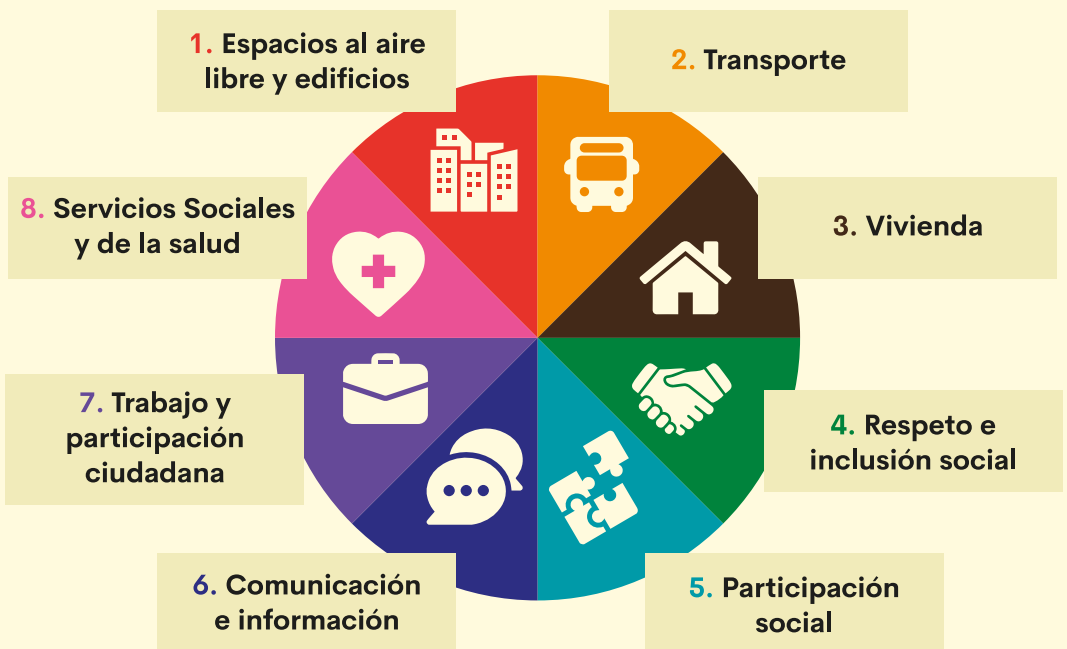 1. Espacios al aire
libre y edificios
2. Transporte
3. Vivienda
4. Respeto e
inclusión social
5. Participación
social
6. Comunicación
e información
7. Trabajo y
participación
ciudadana
8. Servicios Sociales
y de la salud